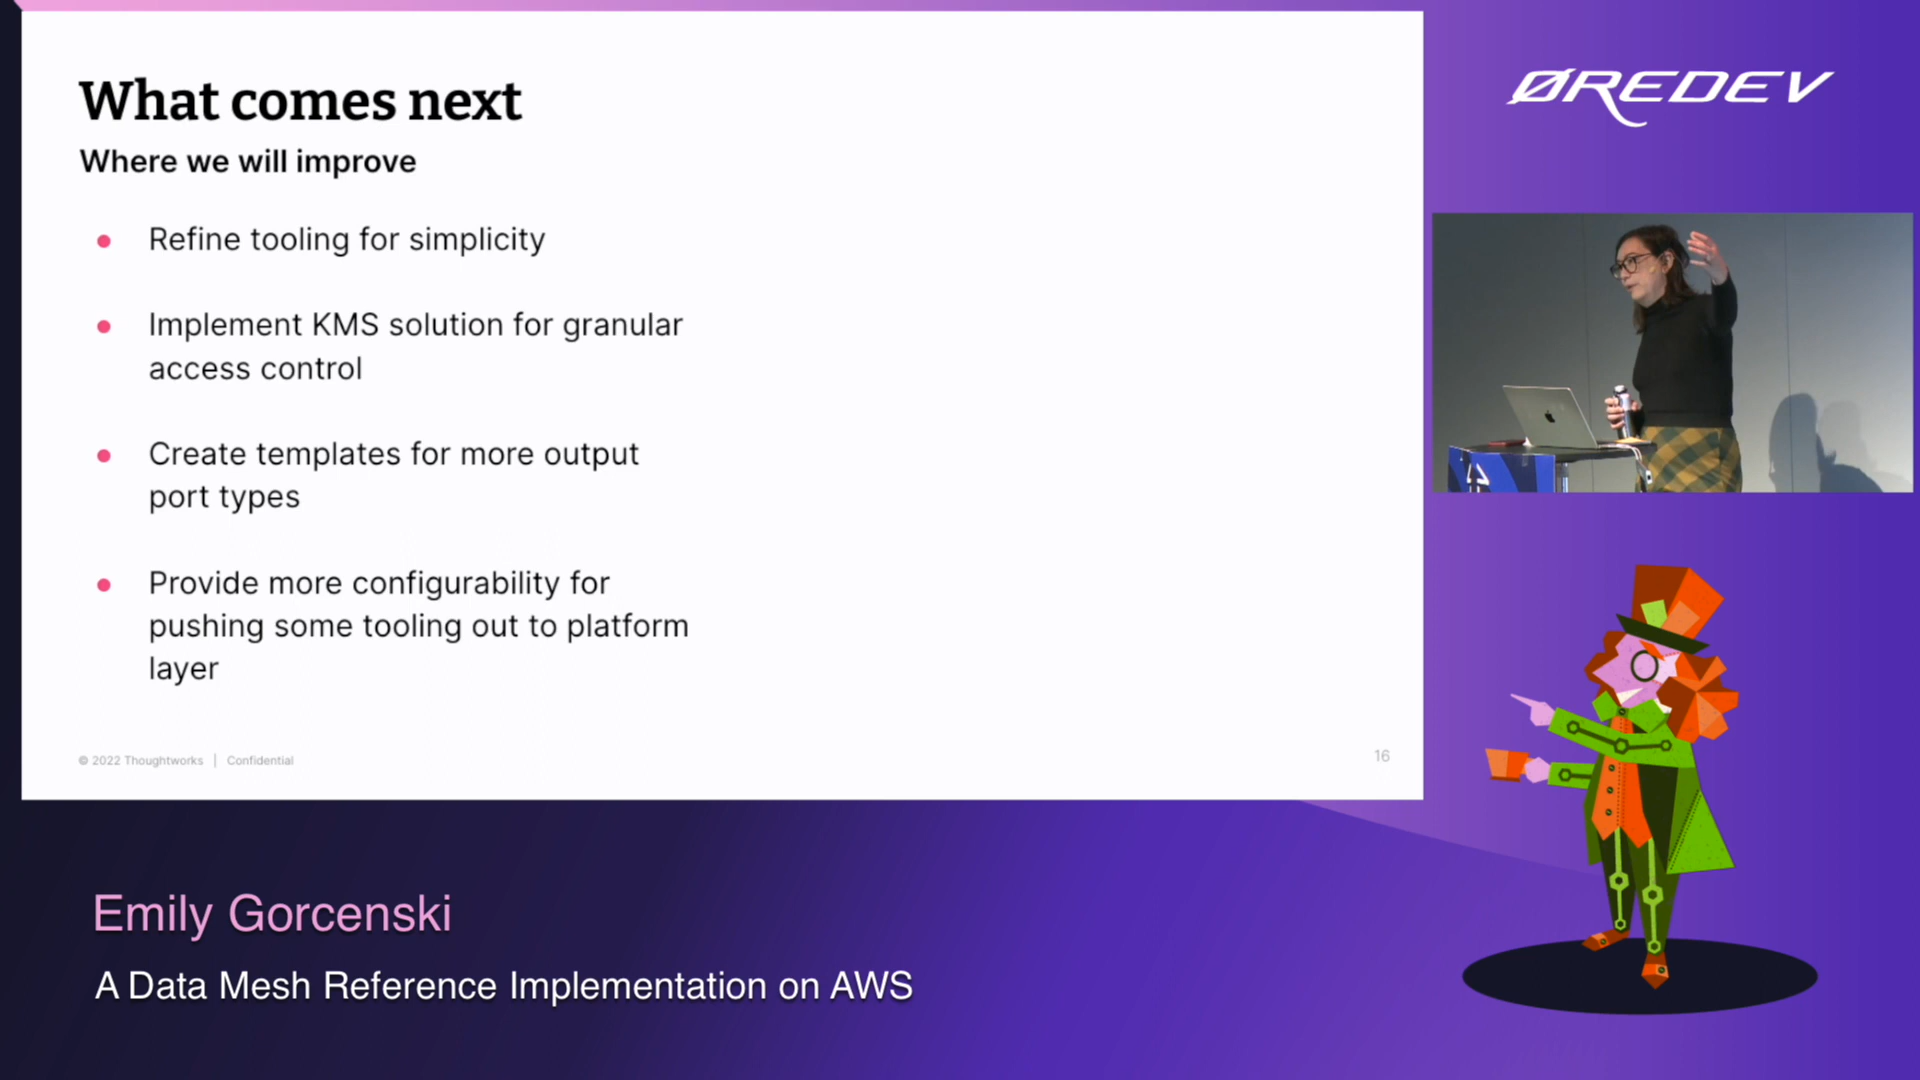 What comes next
Where we will improve
Refine tooling for simplicity
Implement KMS solution for granular
access control
Create templates for more output
port types
Provide more configurability for
pushing some tooling out to platform
layer
© 2022 Thoughtworks | Confidential
16
ØREDEV
Emily Gorcenski
A Data Mesh Reference Implementation on AWS